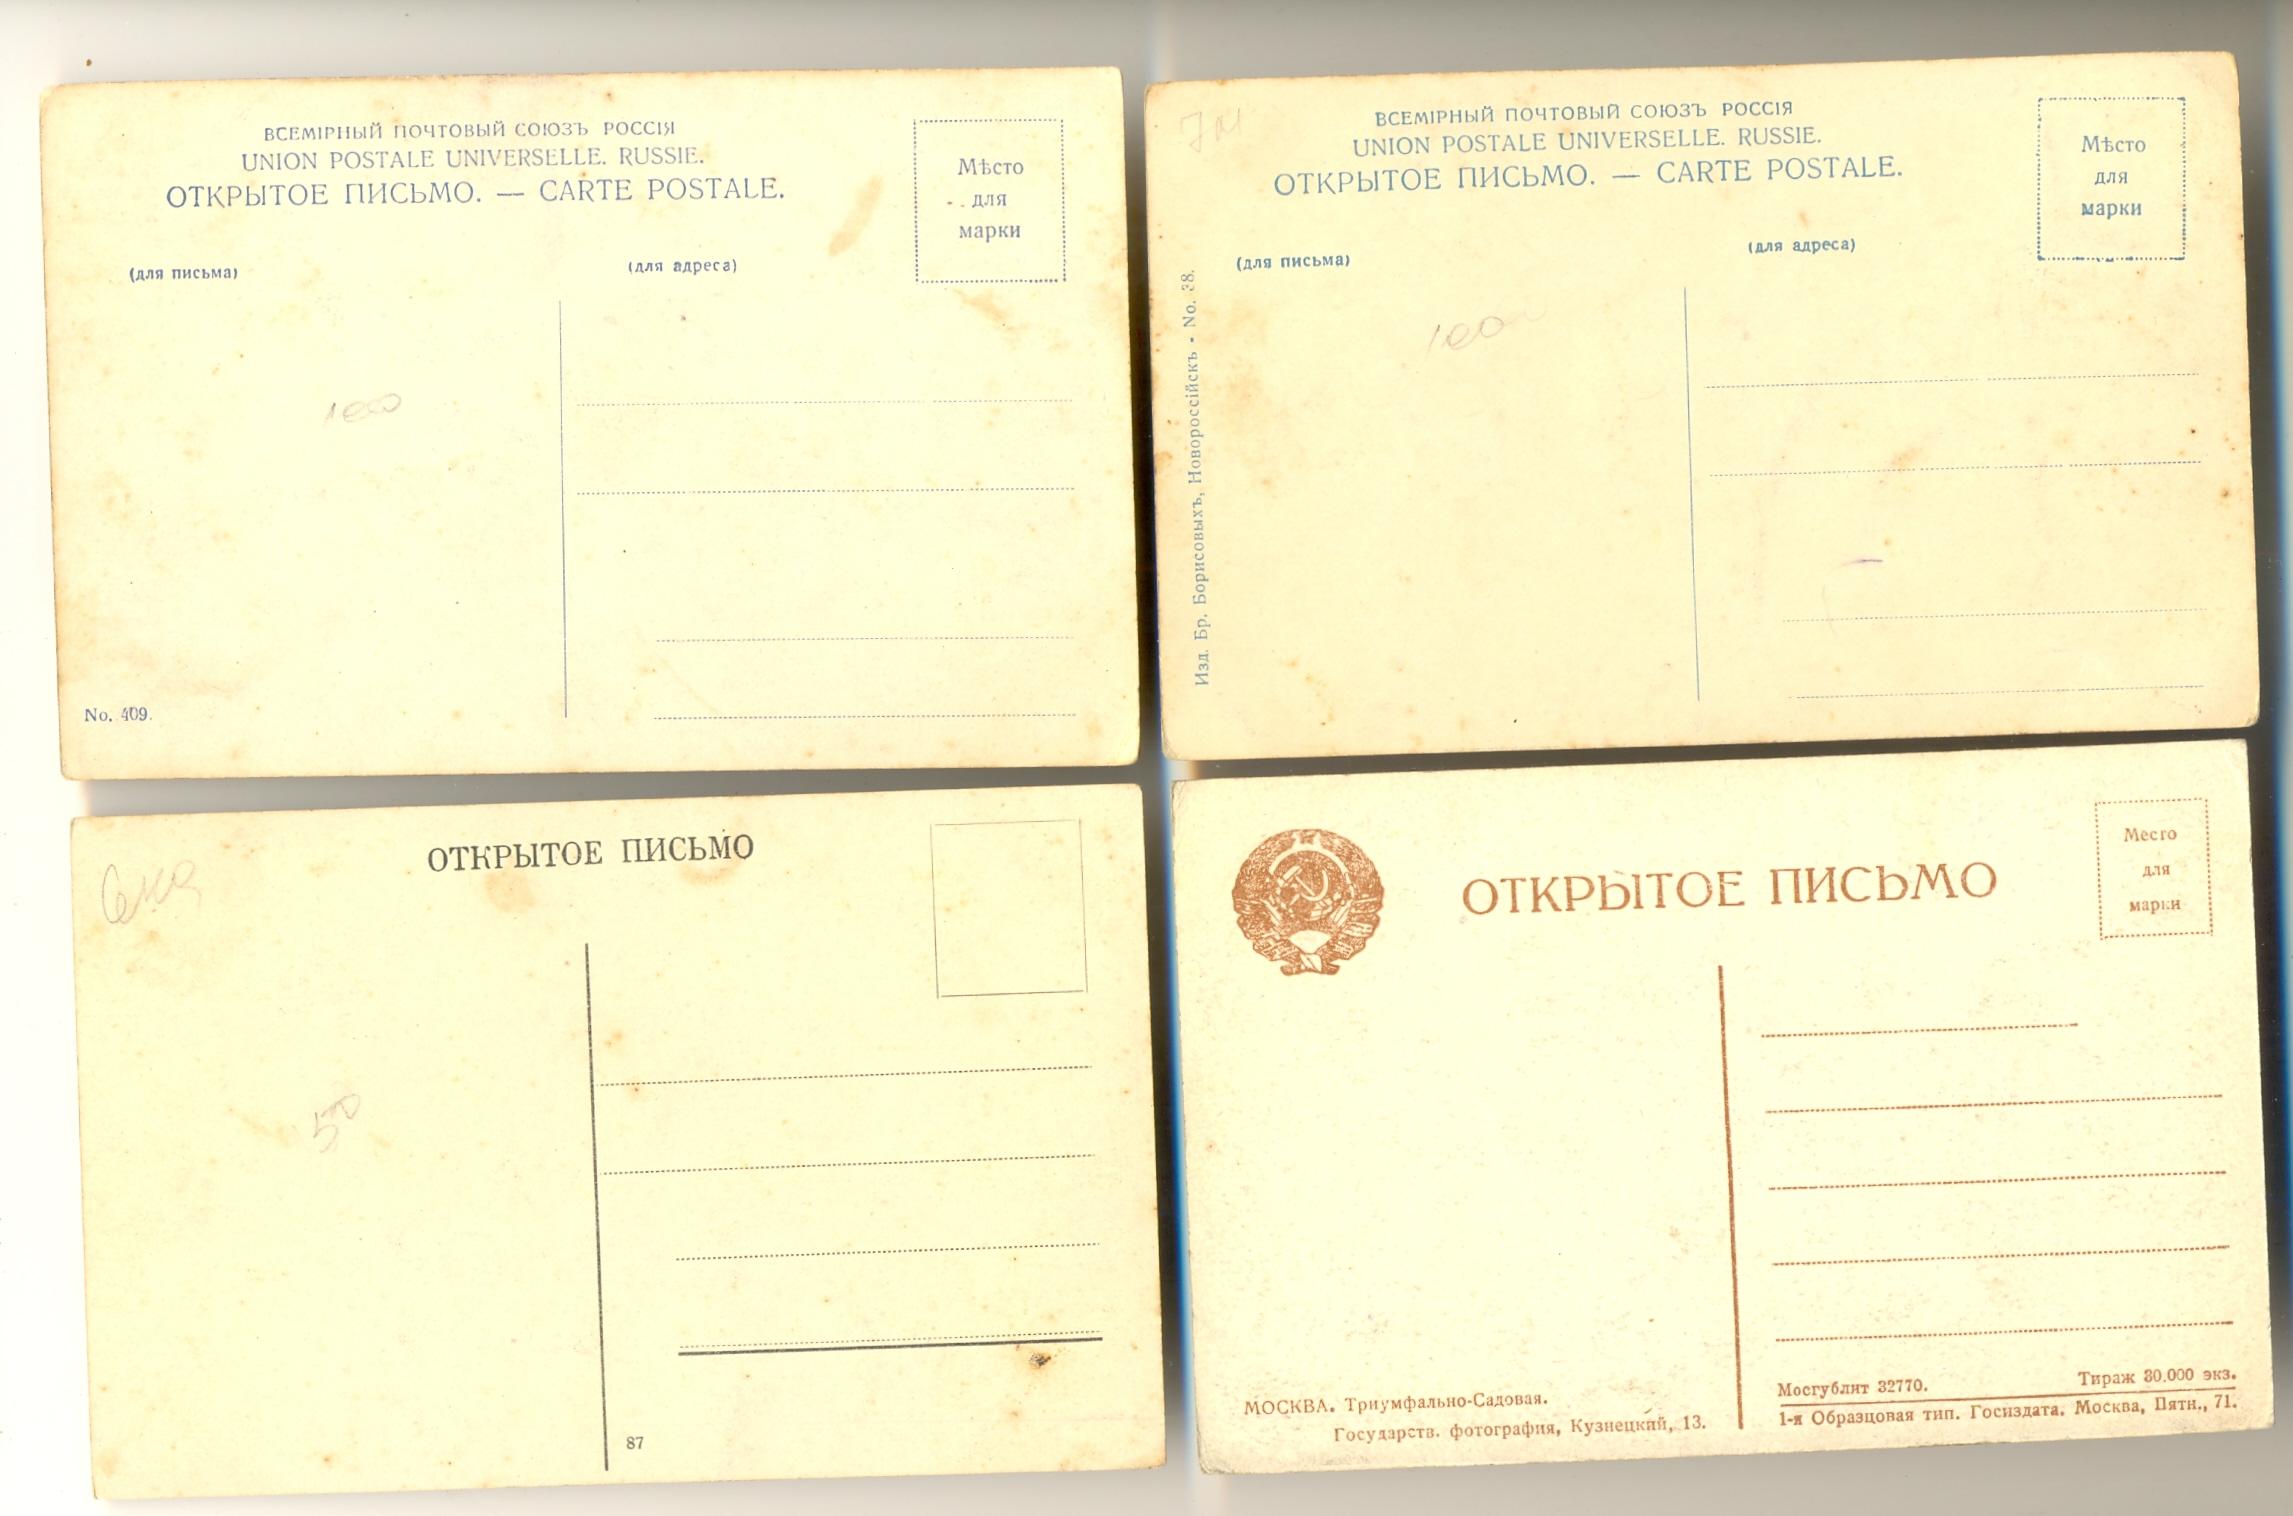 ВСЕМІРНЫЙ ПОЧТОВЫЙ СОЮЗЪ РОССІЯ
UNION POSTALE UNIVERSELLE. RUSSIE.
ОТКРЫТОЕ ПИСЬМО. — CARTE POSTALE.
Мѣсто
для
марки
(для письма)
(для адреса)
100
No. 409.
ВСЕМІРНЫЙ ПОЧТОВЫЙ СОЮЗЪ РОССІЯ
UNION POSTALE UNIVERSELLE. RUSSIE.
ОТКРЫТОЕ ПИСЬМО. — CARTE POSTALE.
Мѣсто
для
марки
(для письма)
(для адреса)
100
Изд. Бр. Борисовыхъ, Новороссійскъ - No. 38.
ОТКРЫТОЕ ПИСЬМО
50
87
ОТКРЫТОЕ ПИСЬМО
Место
для
марки
МОСКВА. Триумфально-Садовая.
Государств. фотография, Кузнецкий, 13.
Мосгублит 32770. Тираж 30.000 экз.
1-я Образцовая тип. Госиздата. Москва, Пятн., 71.